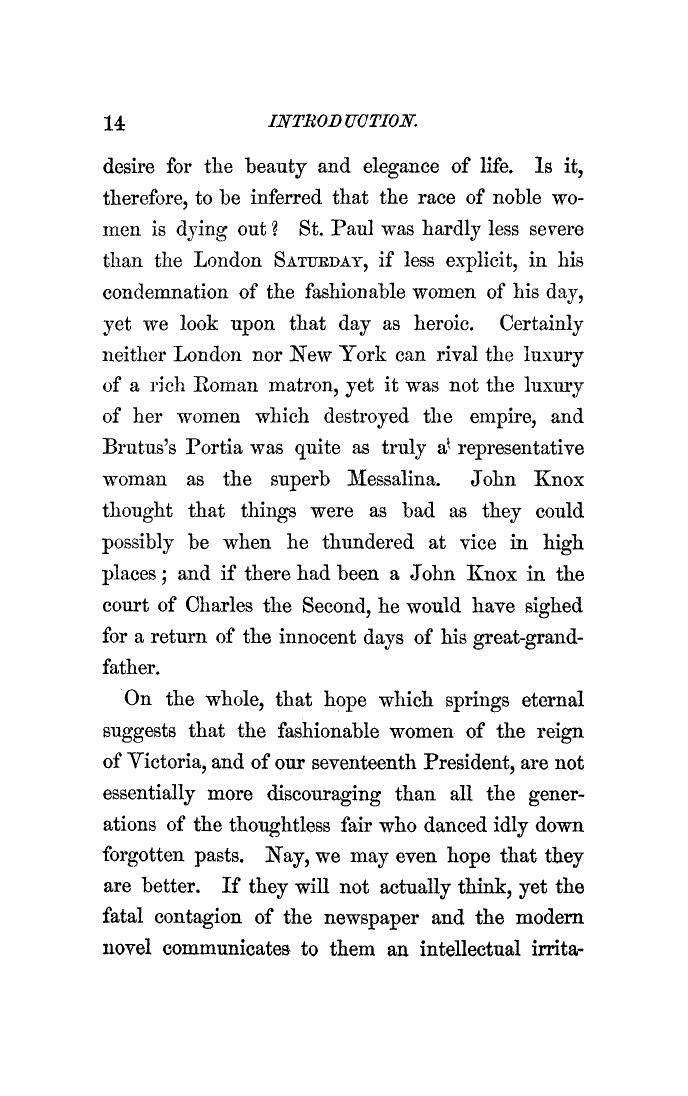 14 INTRODUCTION.
desire for the beauty and elegance of life. Is it,
therefore, to be inferred that the race of noble wo-
men is dying out? St. Paul was hardly less severe
than the London SATURDAY, if less explicit, in his
condemnation of the fashionable women of his day,
yet we look upon that day as heroic. Certainly
neither London nor New York can rival the luxury
of a rich Roman matron, yet it was not the luxury
of her women which destroyed the empire, and
Brutus's Portia was quite as truly a representative
woman as the superb Messalina. John Knox
thought that things were as bad as they could
possibly be when he thundered at vice in high
places; and if there had been a John Knox in the
court of Charles the Second, he would have sighed
for a return of the innocent days of his great-grand-
father.
On the whole, that hope which springs eternal
suggests that the fashionable women of the reign
of Victoria, and of our seventeenth President, are not
essentially more discouraging than all the gener-
ations of the thoughtless fair who danced idly down
forgotten pasts. Nay, we may even hope that they
are better. If they will not actually think, yet the
fatal contagion of the newspaper and the modern
novel communicates to them an intellectual irrita-